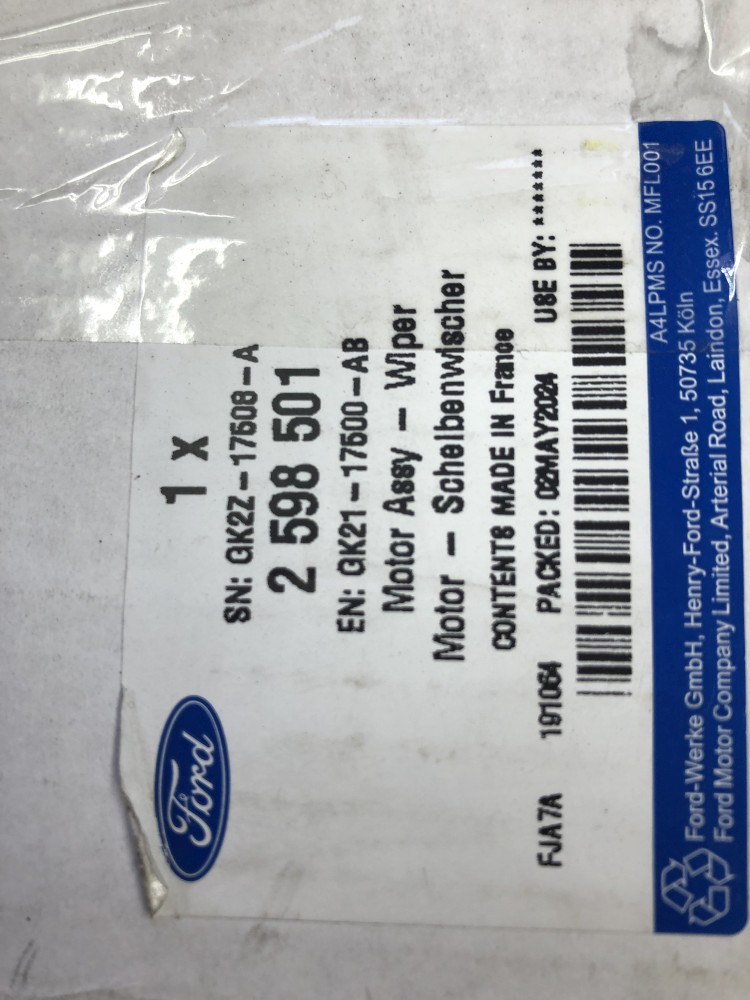 Ford
1 X
SN: GK2Z-17508-A
2 598 501
EN: GK21-17500-AB
Motor Assy - Wiper
Motor - Scheibenwischer
CONTENTS MADE IN France
FJA7A 191064 PACKED: 02MAY2024 USE BY: ********
A4LPMS NO. MFL001
Ford-Werke GmbH, Henry-Ford-Straße 1, 50735 Köln
Ford Motor Company Limited, Arterial Road, Laindon, Essex. SS15 6EE